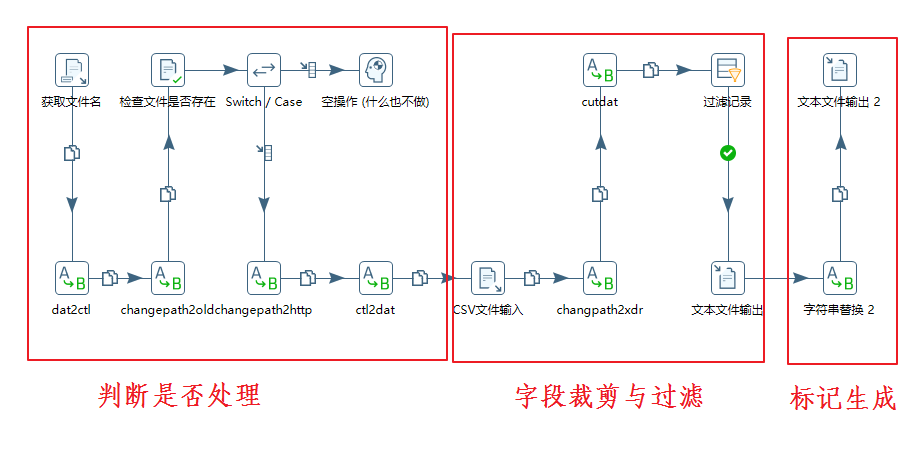 获取文件名
检查文件是否存在
Switch / Case
空操作 (什么也不做)
cutdat
过滤记录
文本文件输出 2
dat2ctl
changepath2old
changepath2http
ctl2dat
CSV文件输入
changpath2xdr
文本文件输出
字符串替换 2
判断是否处理
字段裁剪与过滤
标记生成